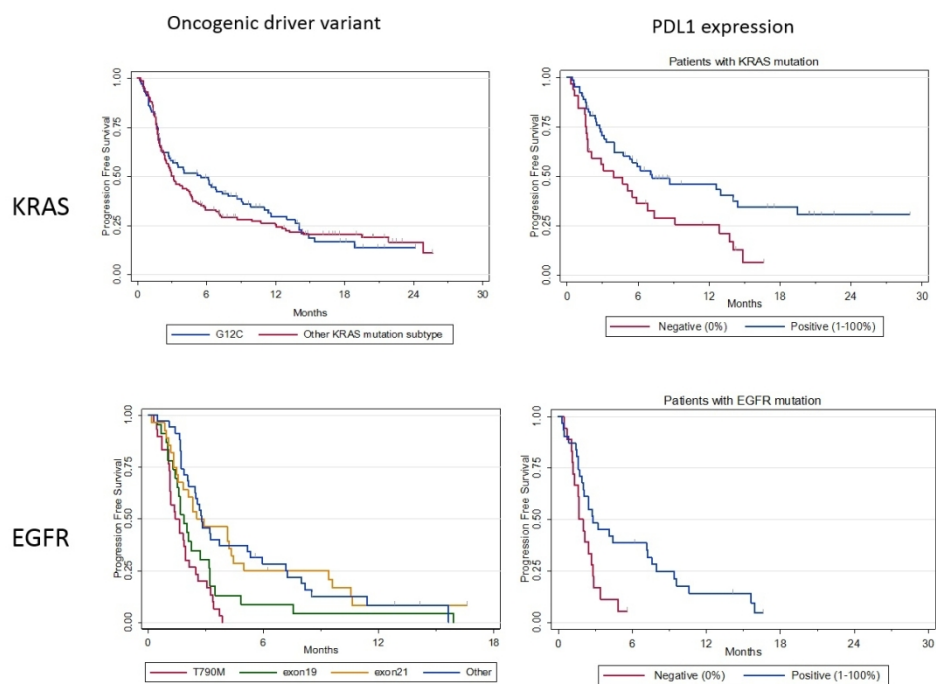 Oncogenic driver variant
PDL1 expression
KRAS
Progression Free Survival
1.00
0.75
0.50
0.25
0.00
0 6 12 18 24 30
Months
G12C Other KRAS mutation subtype
Patients with KRAS mutation
Progression Free Survival
1.00
0.75
0.50
0.25
0.00
0 6 12 18 24 30
Months
Negative (0%) Positive (1-100%)
EGFR
Progression Free Survival
1.00
0.75
0.50
0.25
0.00
0 6 12 18
Months
T790M exon19 exon21 Other
Patients with EGFR mutation
Progression Free Survival
1.00
0.75
0.50
0.25
0.00
0 6 12 18 24 30
Months
Negative (0%) Positive (1-100%)